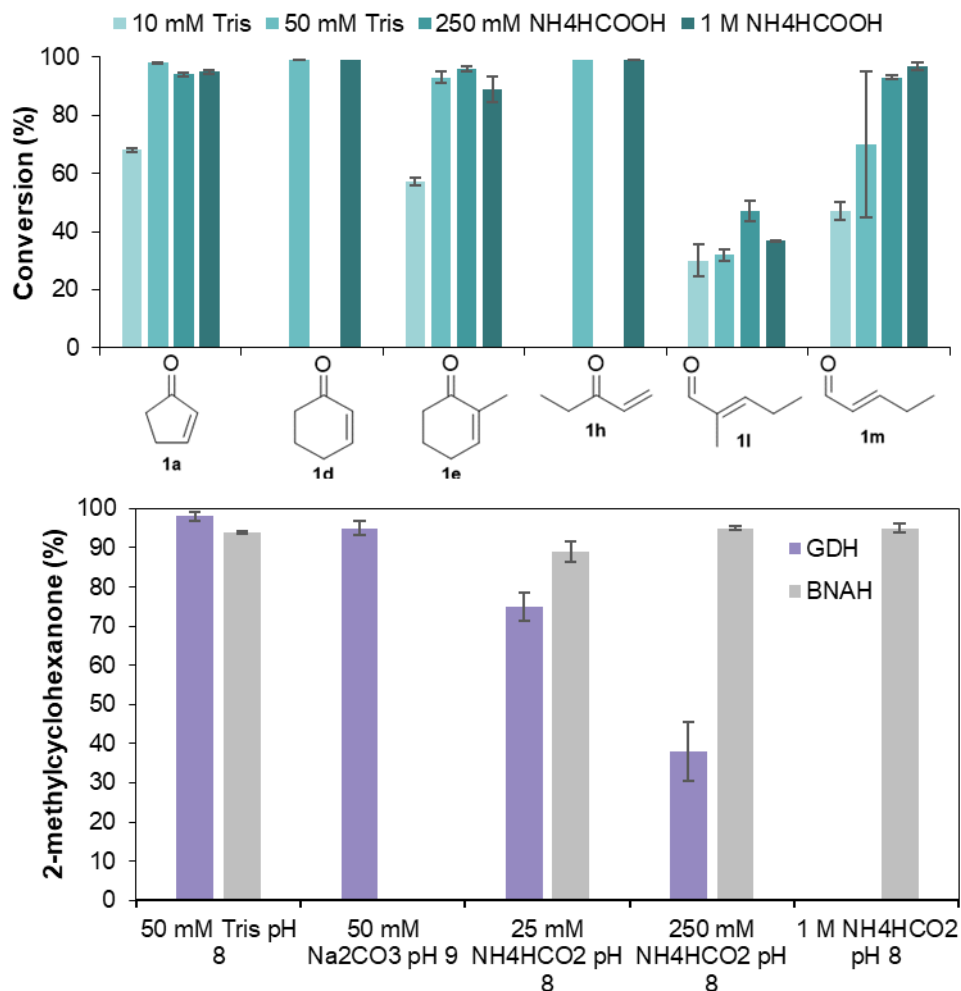 10 mM Tris 50 mM Tris 250 mM NH4HCOOH 1 M NH4HCOOH
Conversion (%)
100
80
60
40
20
0
O O O O O O
1a 1d 1e 1h 1l 1m
2-methylcyclohexanone (%)
100
90
80
70
60
50
40
30
20
10
0
GDH
BNAH
50 mM Tris pH
8
50 mM
Na2CO3 pH 9
25 mM
NH4HCO2 pH
8
250 mM
NH4HCO2 pH
8
1 M NH4HCO2
pH 8